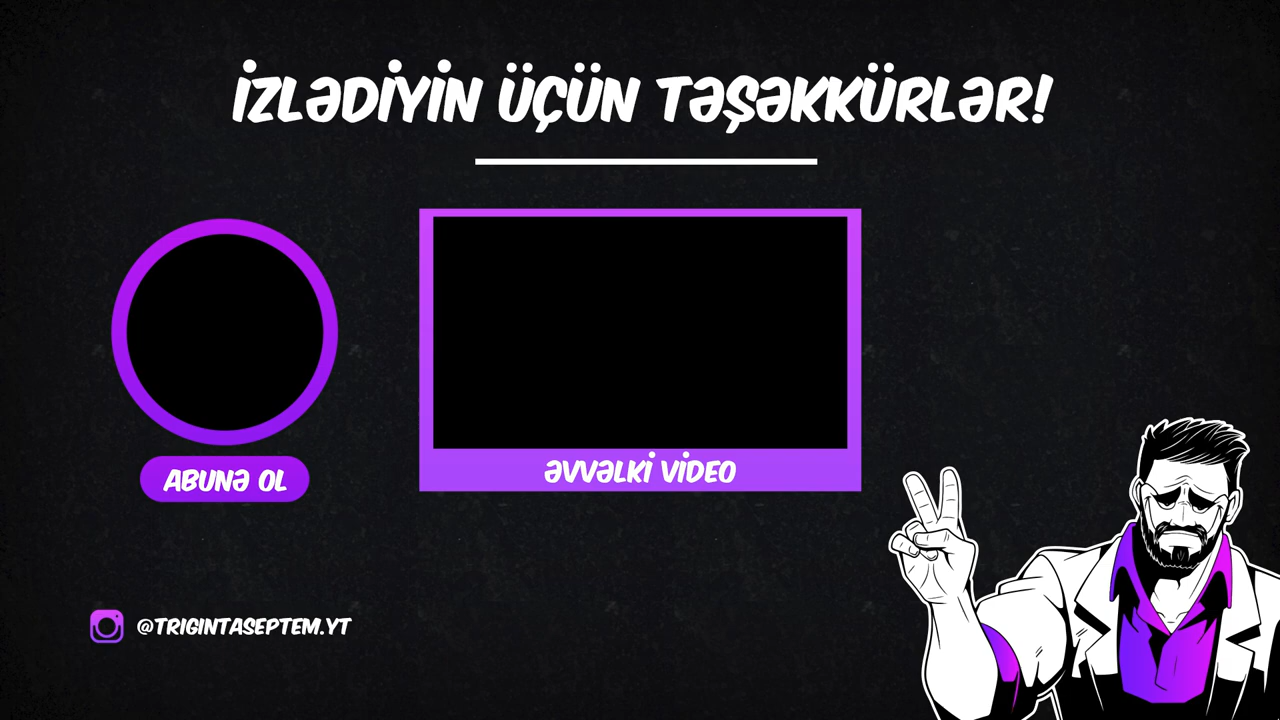 İZLƏDİYİN ÜÇÜN TƏŞƏKKÜRLƏR!
ƏVVƏLKİ VİDEO
ABUNƏ OL
@TRIGINTASEPTEM.YT